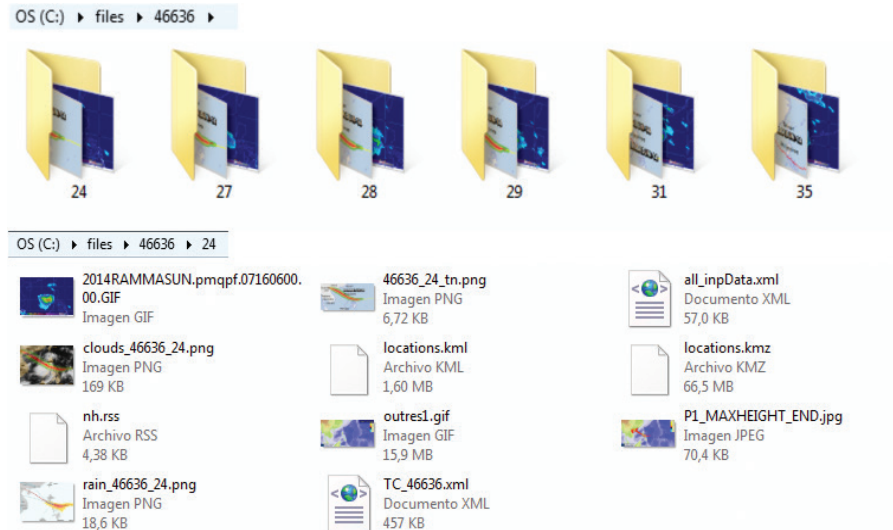 OS (C:) ▸ files ▸ 46636 ▸
24
27
28
29
31
35
OS (C:) ▸ files ▸ 46636 ▸ 24
2014RAMMASUN.pmqpf.07160600.
00.GIF
Imagen GIF
46636_24_tn.png
Imagen PNG
6,72 KB
all_inpData.xml
Documento XML
57,0 KB
clouds_46636_24.png
Imagen PNG
169 KB
locations.kml
Archivo KML
1,60 MB
locations.kmz
Archivo KMZ
66,5 MB
nh.rss
Archivo RSS
4,38 KB
outres1.gif
Imagen GIF
15,9 MB
P1_MAXHEIGHT_END.jpg
Imagen JPEG
70,4 KB
rain_46636_24.png
Imagen PNG
18,6 KB
TC_46636.xml
Documento XML
457 KB